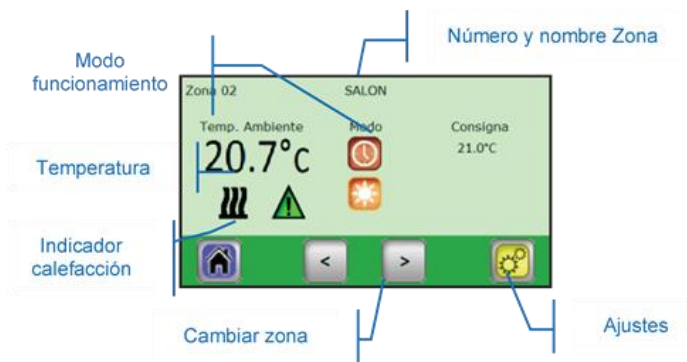 Número y nombre Zona
Modo
funcionamiento
Zona 02
SALON
Temp. Ambiente
Modo
Consigna
20.7°c
21.0°C
Temperatura
Indicador
calefacción
<
>
Cambiar zona
Ajustes